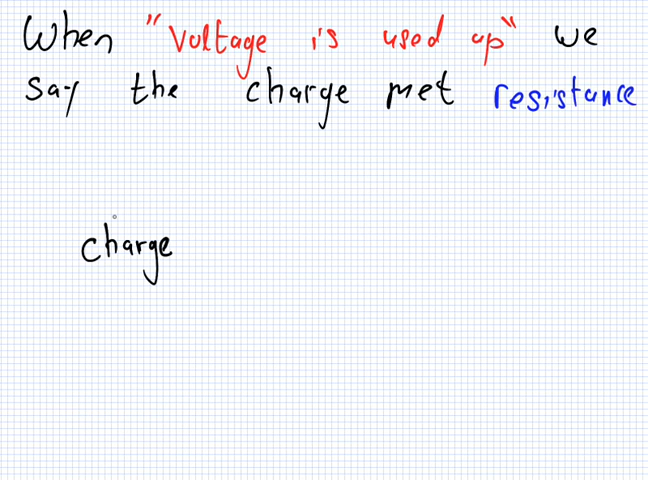 When "Voltage is used up" we
say the charge met resistance
charge